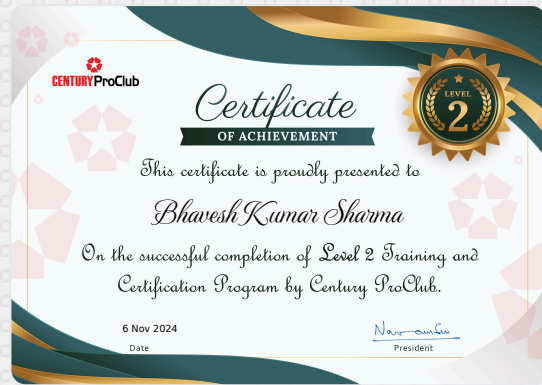 CENTURY ProClub
LEVEL
2
Certificate
OF ACHIEVEMENT
This certificate is proudly presented to
Bhavesh Kumar Sharma
On the successful completion of Level 2 Training and
Certification Program by Century ProClub.
6 Nov 2024
Date
President